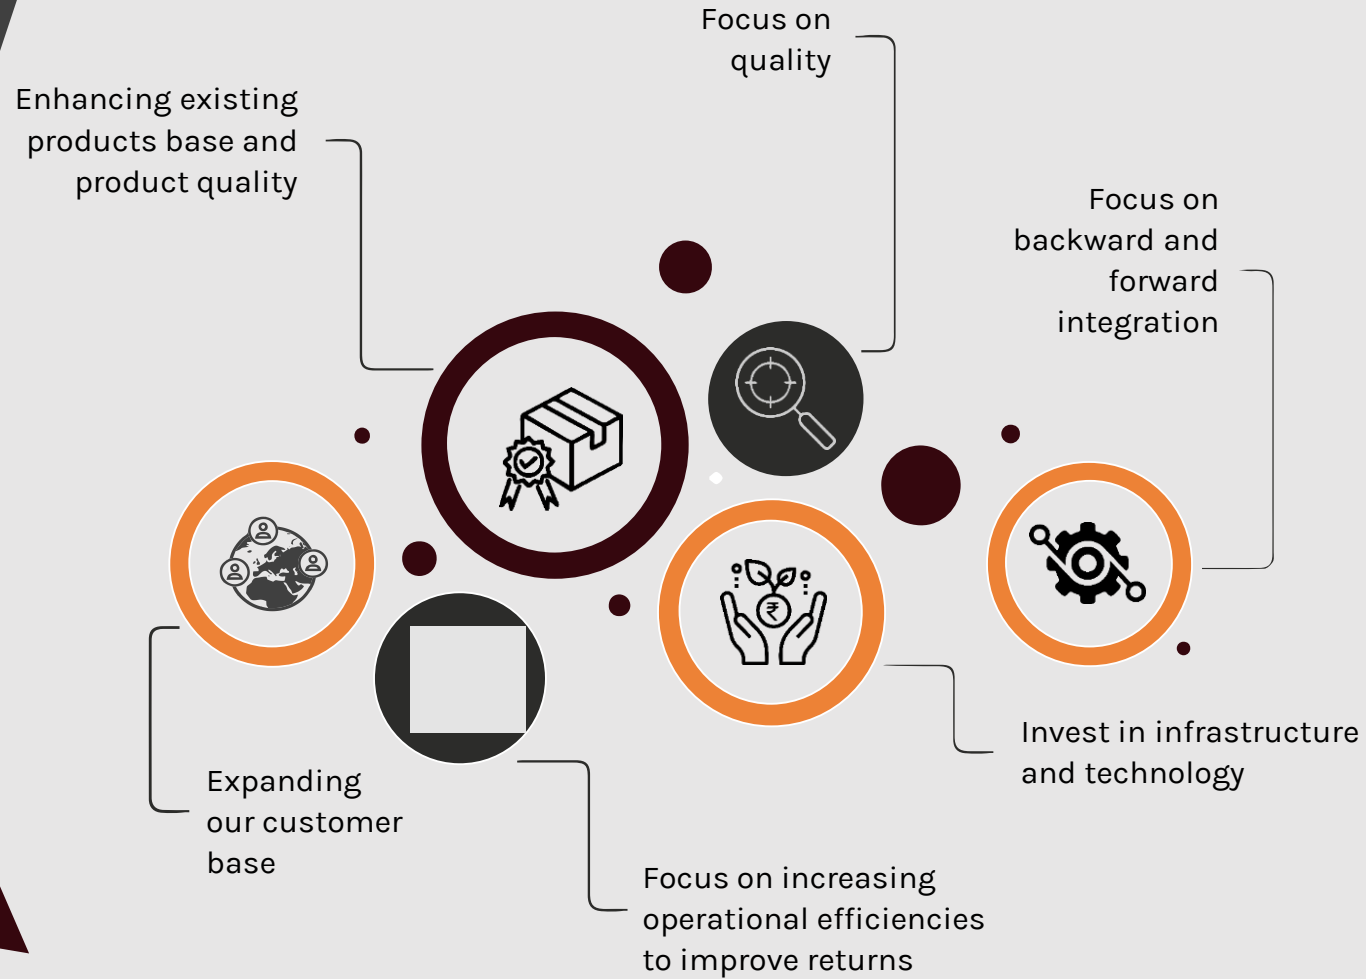 Focus on
quality
Enhancing existing
products base and
product quality
Focus on
backward and
forward
integration
Invest in infrastructure
and technology
Expanding
our customer
base
Focus on increasing
operational efficiencies
to improve returns
₹